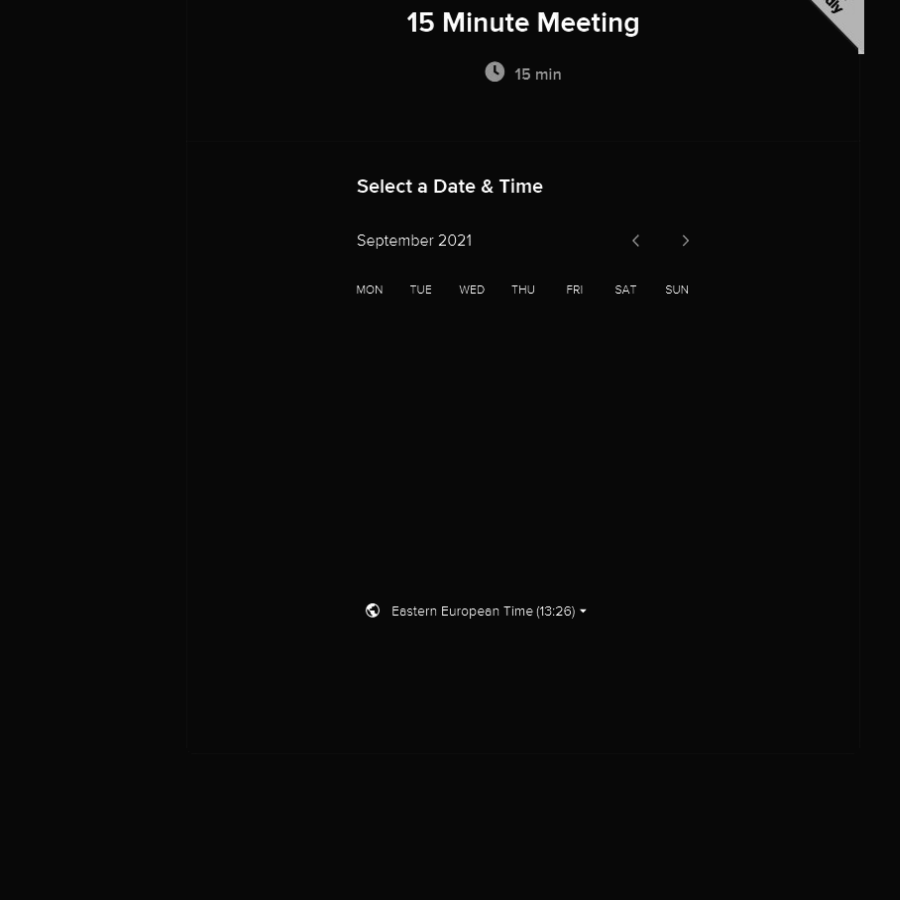 15 Minute Meeting
15 min
Select a Date & Time
September 2021
MON TUE WED THU FRI SAT SUN
Eastern European Time (13:26)